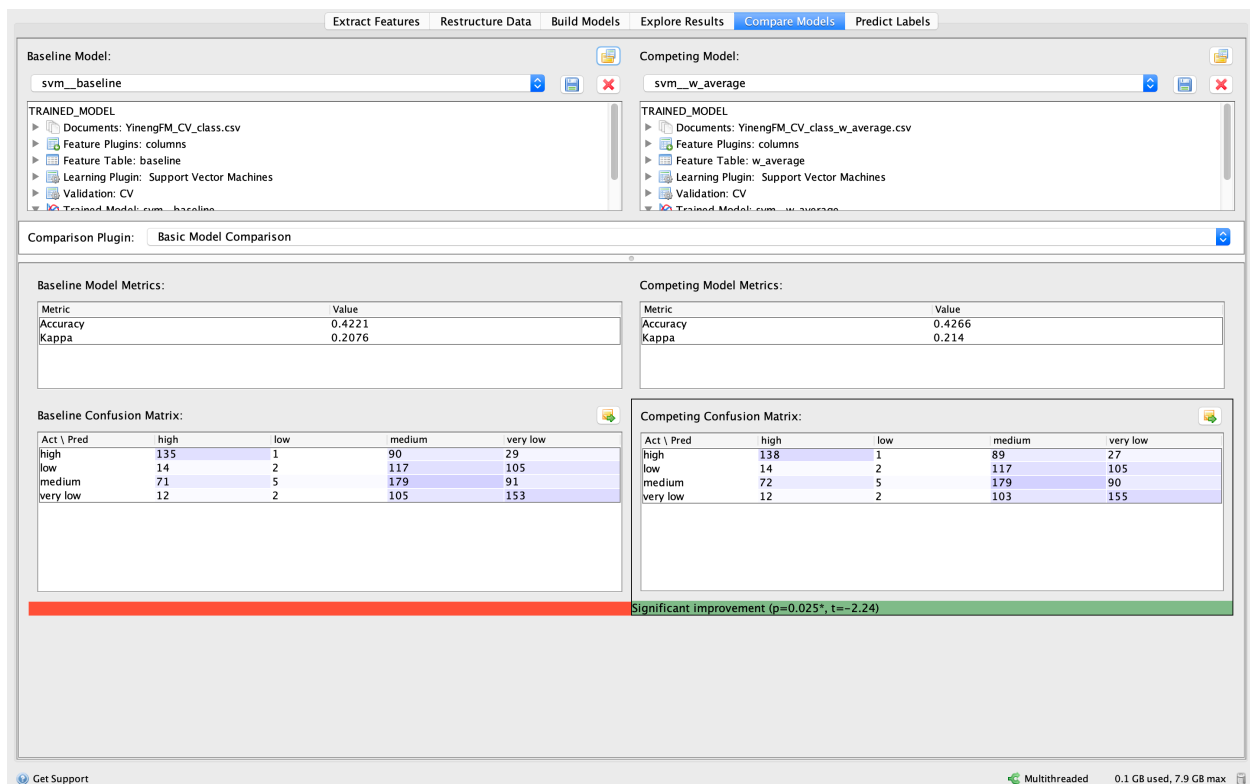 Extract Features Restructure Data Build Models Explore Results Compare Models Predict Labels
Baseline Model: Competing Model:
svm__baseline svm__w_average
TRAINED_MODEL TRAINED_MODEL
Documents: YinengFM_CV_class.csv Documents: YinengFM_CV_class_w_average.csv
Feature Plugins: columns Feature Plugins: columns
Feature Table: baseline Feature Table: w_average
Learning Plugin: Support Vector Machines Learning Plugin: Support Vector Machines
Validation: CV Validation: CV
Trained Model: svm__baseline Trained Model: svm__w_average
Comparison Plugin: Basic Model Comparison
Baseline Model Metrics: Competing Model Metrics:
Metric Value Metric Value
Accuracy 0.4221 Accuracy 0.4266
Kappa 0.2076 Kappa 0.214
Baseline Confusion Matrix: Competing Confusion Matrix:
Act \ Pred high low medium very low Act \ Pred high low medium very low
high 135 1 90 29 high 138 1 89 27
low 14 2 117 105 low 14 2 117 105
medium 71 5 179 91 medium 72 5 179 90
very low 12 2 105 153 very low 12 2 103 155
Significant improvement (p=0.025*, t=-2.24)
Get Support Multithreaded 0.1 GB used, 7.9 GB max